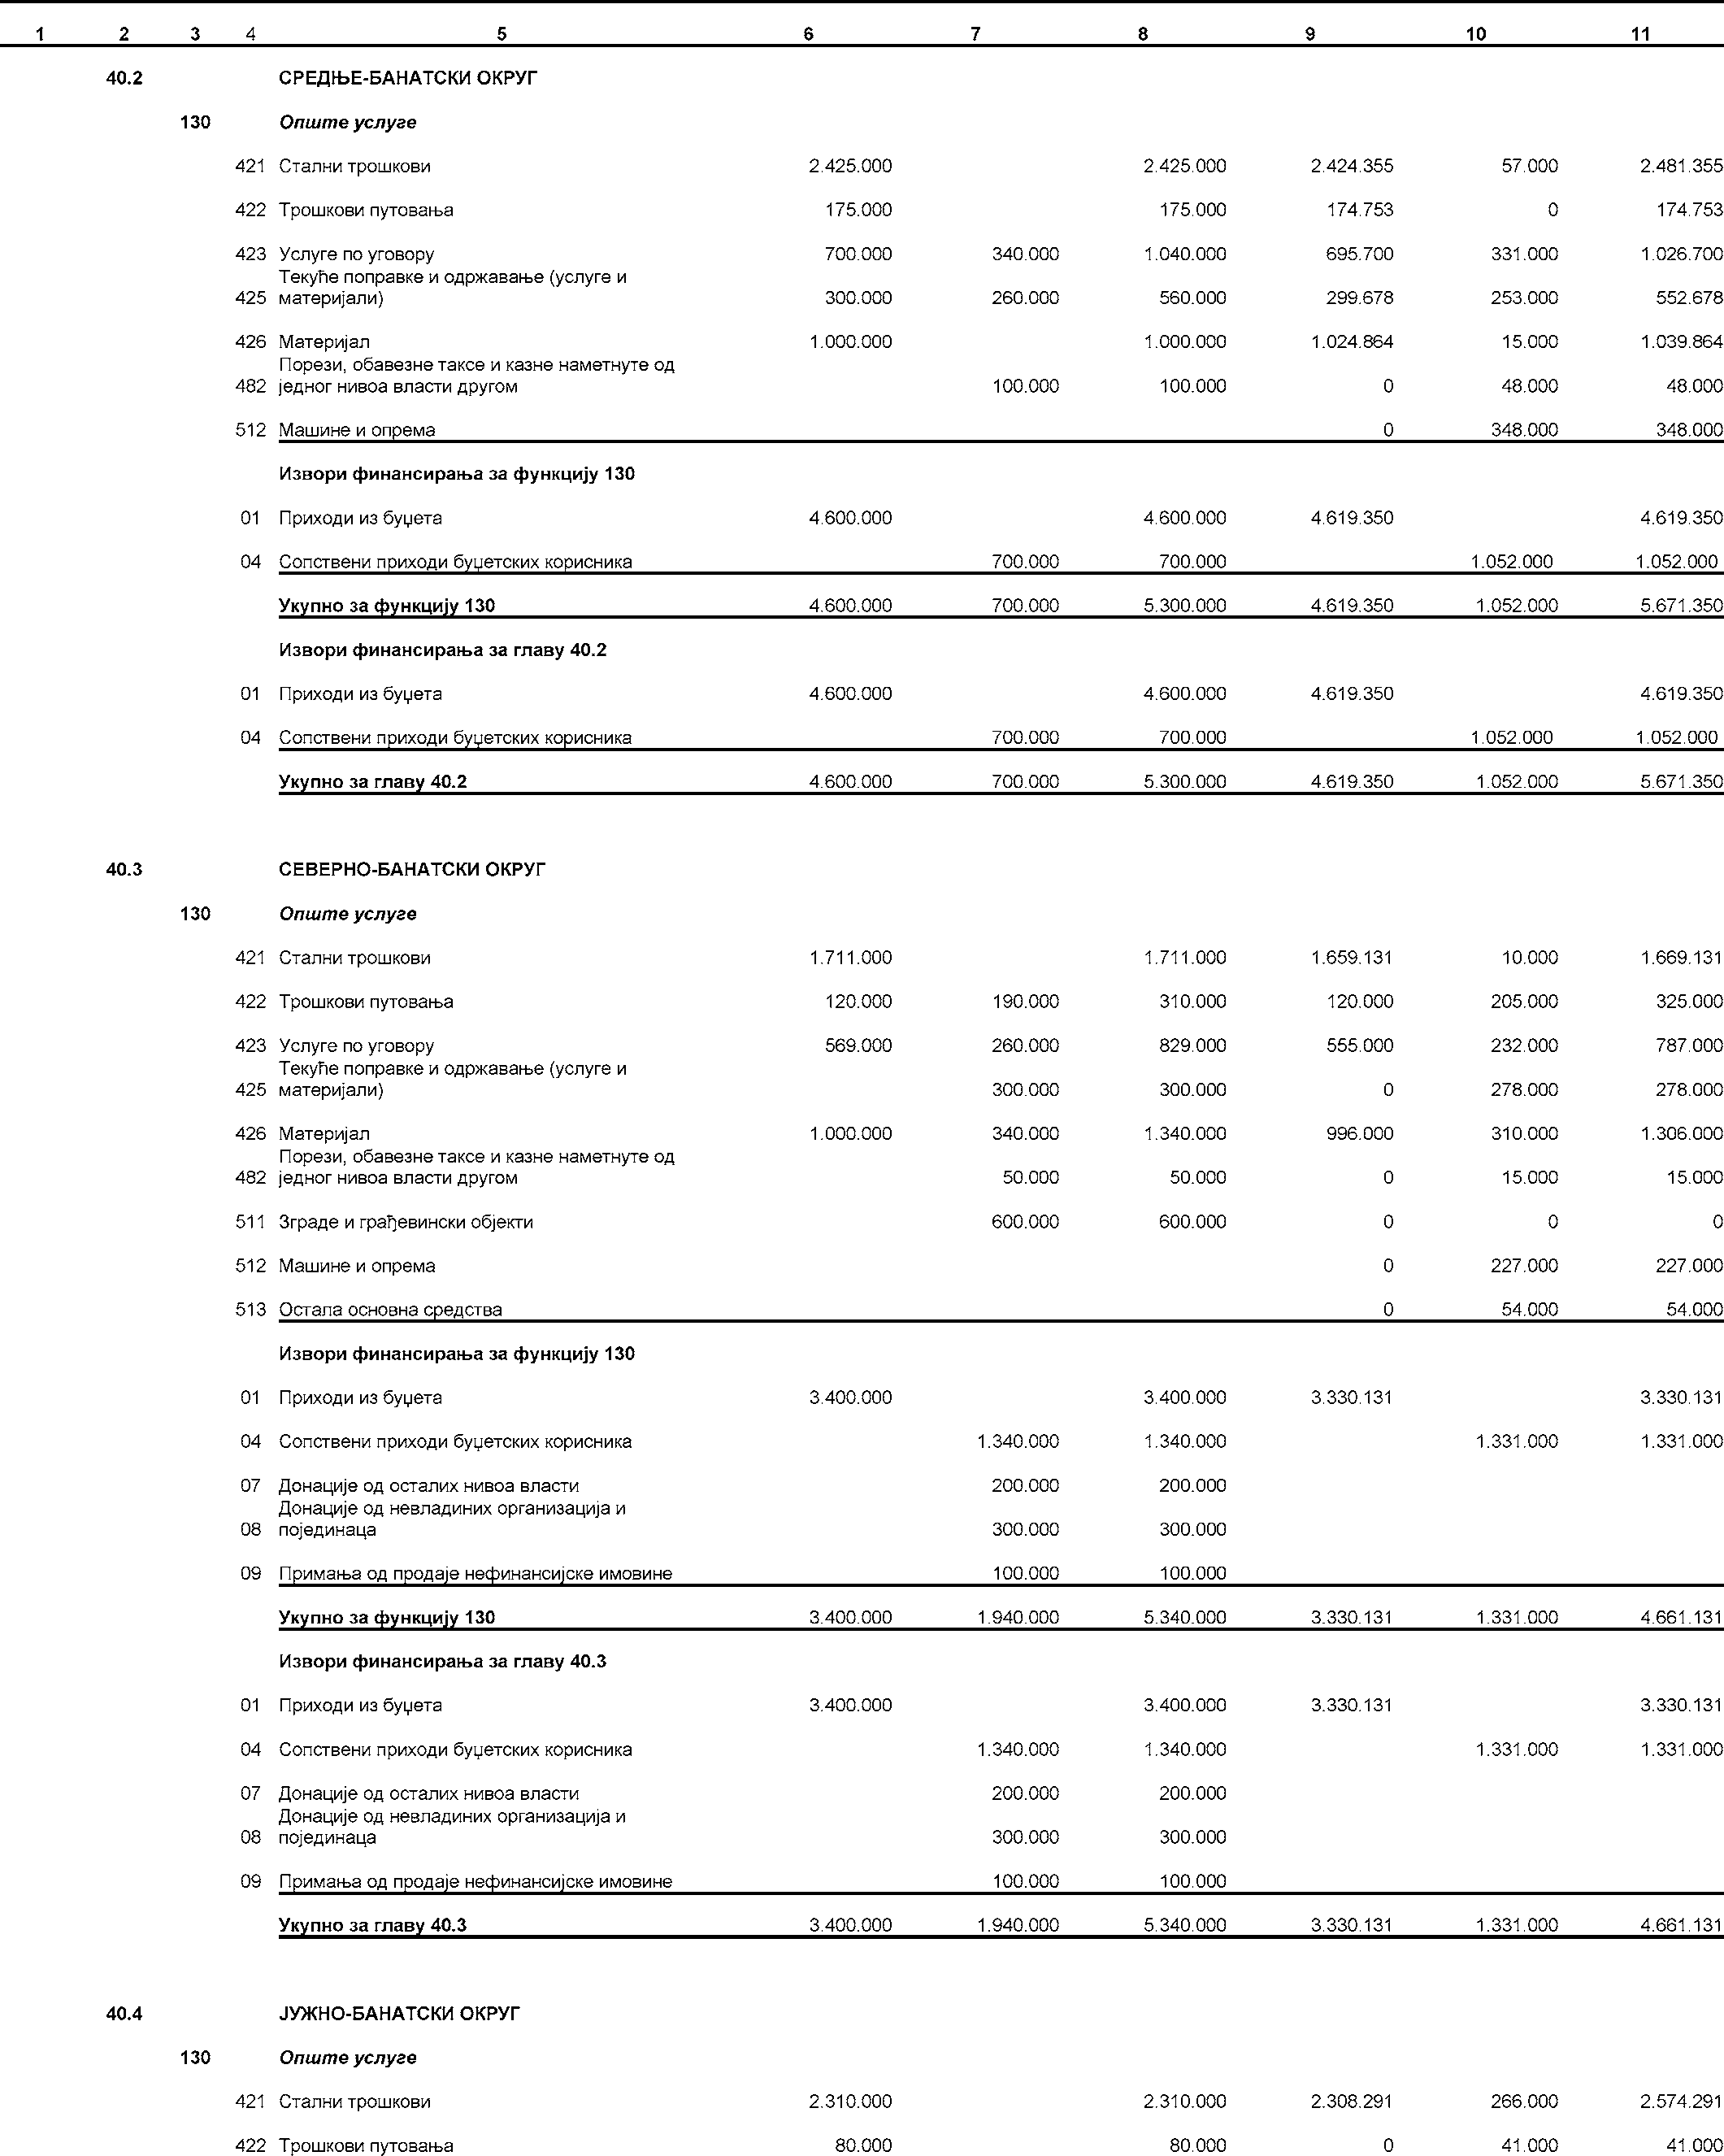 1 2 3 4 5 6 7 8 9 10 11
40.2 СРЕДЊЕ-БАНАТСКИ ОКРУГ
130 Опште услуге
421 Стални трошкови 2.425.000 2.425.000 2.424.355 57.000 2.481.355
422 Трошкови путовања 175.000 175.000 174.753 0 174.753
423 Услуге по уговору 700.000 340.000 1.040.000 695.700 331.000 1.026.700
Текуће поправке и одржавање (услуге и
425 материјали) 300.000 260.000 560.000 299.678 253.000 552.678
426 Материјал 1.000.000 1.000.000 1.024.864 15.000 1.039.864
Порези, обавезне таксе и казне наметнуте од
482 једног нивоа власти другом 100.000 100.000 0 48.000 48.000
512 Машине и опрема 0 348.000 348.000
Извори финансирања за функцију 130
01 Приходи из буџета 4.600.000 4.600.000 4.619.350 4.619.350
04 Сопствени приходи буџетских корисника 700.000 700.000 1.052.000 1.052.000
Укупно за функцију 130 4.600.000 700.000 5.300.000 4.619.350 1.052.000 5.671.350
Извори финансирања за главу 40.2
01 Приходи из буџета 4.600.000 4.600.000 4.619.350 4.619.350
04 Сопствени приходи буџетских корисника 700.000 700.000 1.052.000 1.052.000
Укупно за главу 40.2 4.600.000 700.000 5.300.000 4.619.350 1.052.000 5.671.350
40.3 СЕВЕРНО-БАНАТСКИ ОКРУГ
130 Опште услуге
421 Стални трошкови 1.711.000 1.711.000 1.659.131 10.000 1.669.131
422 Трошкови путовања 120.000 190.000 310.000 120.000 205.000 325.000
423 Услуге по уговору 569.000 260.000 829.000 555.000 232.000 787.000
Текуће поправке и одржавање (услуге и
425 материјали) 300.000 300.000 0 278.000 278.000
426 Материјал 1.000.000 340.000 1.340.000 996.000 310.000 1.306.000
Порези, обавезне таксе и казне наметнуте од
482 једног нивоа власти другом 50.000 50.000 0 15.000 15.000
511 Зграде и грађевински објекти 600.000 600.000 0 0 0
512 Машине и опрема 0 227.000 227.000
513 Остала основна средства 0 54.000 54.000
Извори финансирања за функцију 130
01 Приходи из буџета 3.400.000 3.400.000 3.330.131 3.330.131
04 Сопствени приходи буџетских корисника 1.340.000 1.340.000 1.331.000 1.331.000
07 Донације од осталих нивоа власти 200.000 200.000
Донације од невладиних организација и
08 појединаца 300.000 300.000
09 Примања од продаје нефинансијске имовине 100.000 100.000
Укупно за функцију 130 3.400.000 1.940.000 5.340.000 3.330.131 1.331.000 4.661.131
Извори финансирања за главу 40.3
01 Приходи из буџета 3.400.000 3.400.000 3.330.131 3.330.131
04 Сопствени приходи буџетских корисника 1.340.000 1.340.000 1.331.000 1.331.000
07 Донације од осталих нивоа власти 200.000 200.000
Донације од невладиних организација и
08 појединаца 300.000 300.000
09 Примања од продаје нефинансијске имовине 100.000 100.000
Укупно за главу 40.3 3.400.000 1.940.000 5.340.000 3.330.131 1.331.000 4.661.131
40.4 ЈУЖНО-БАНАТСКИ ОКРУГ
130 Опште услуге
421 Стални трошкови 2.310.000 2.310.000 2.308.291 266.000 2.574.291
422 Трошкови путовања 80.000 80.000 0 41.000 41.000